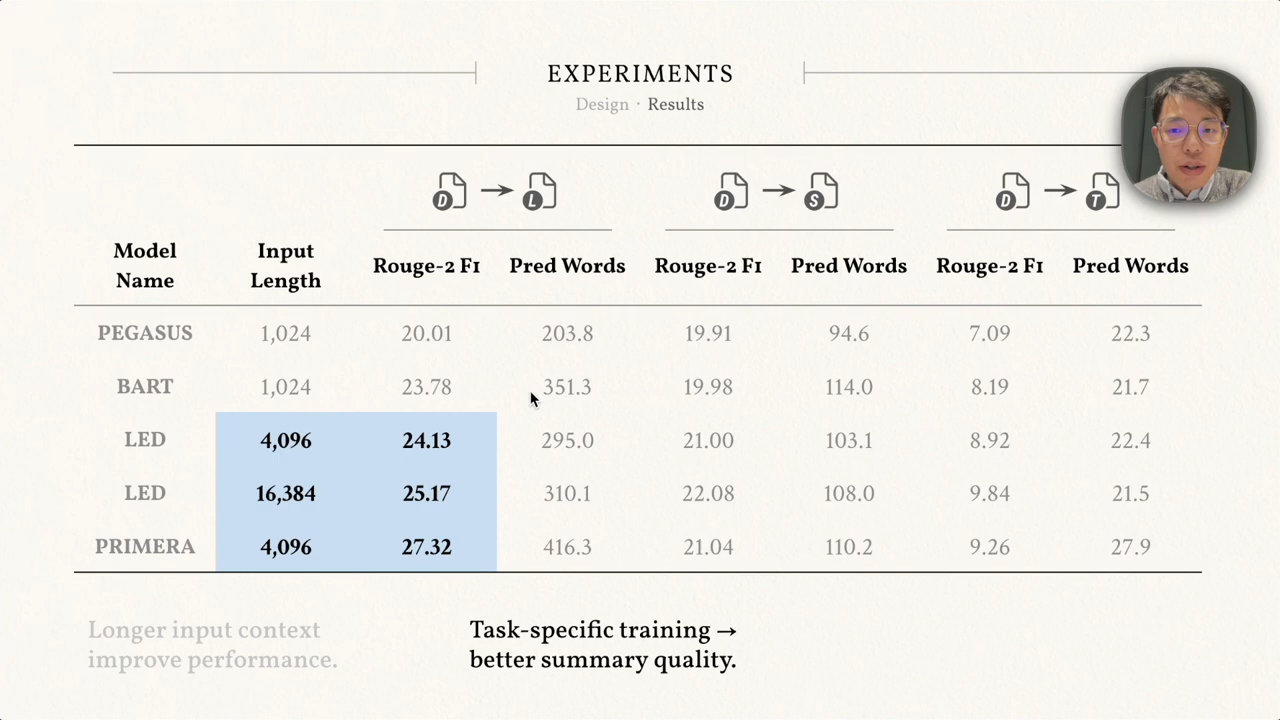 EXPERIMENTS
Design · Results
D → L D → S D → T
Model Name Input Length Rouge-2 F1 Pred Words Rouge-2 F1 Pred Words Rouge-2 F1 Pred Words
PEGASUS 1,024 20.01 203.8 19.91 94.6 7.09 22.3
BART 1,024 23.78 351.3 19.98 114.0 8.19 21.7
LED 4,096 24.13 295.0 21.00 103.1 8.92 22.4
LED 16,384 25.17 310.1 22.08 108.0 9.84 21.5
PRIMERA 4,096 27.32 416.3 21.04 110.2 9.26 27.9
Longer input context
improve performance.
Task-specific training →
better summary quality.